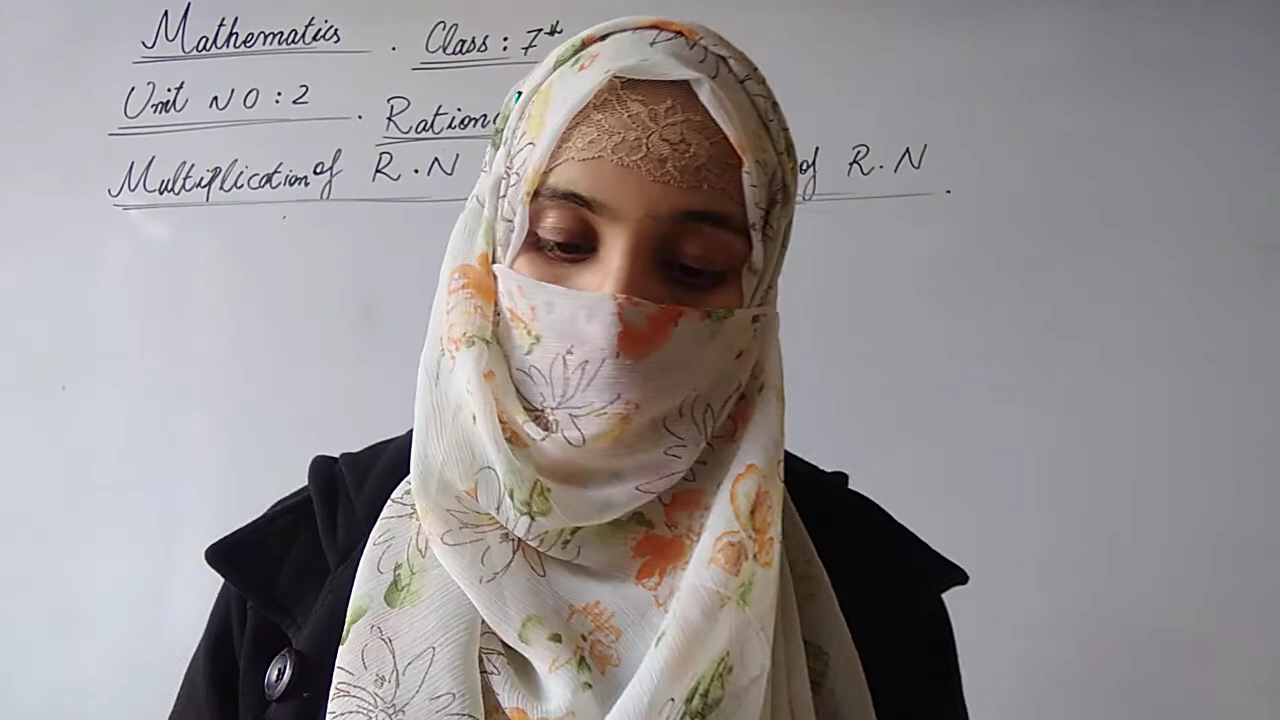 Mathematics . Class : 7th
Unit NO : 2 . Ration
Multiplication of R.N of R.N .